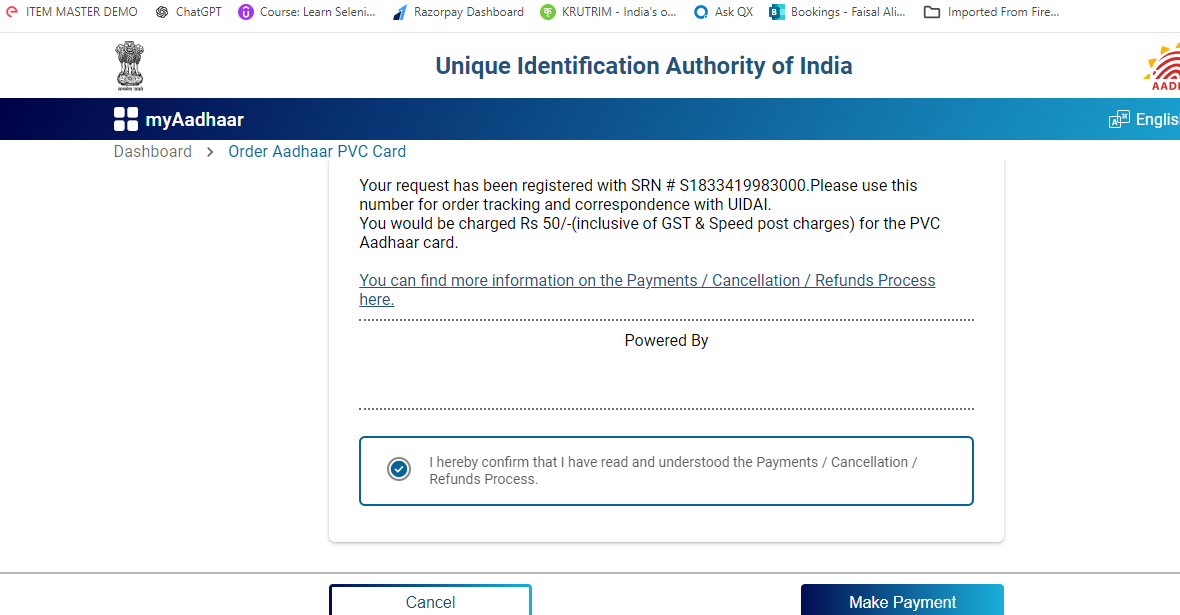 ITEM MASTER DEMO ChatGPT Course: Learn Seleni... Razorpay Dashboard KRUTRIM - India's o... Ask QX Bookings - Faisal Ali... Imported From Fire...
Unique Identification Authority of India
सत्यमेव जयते
AADI
myAadhaar Englis
Dashboard > Order Aadhaar PVC Card
Your request has been registered with SRN # S1833419983000.Please use this
number for order tracking and correspondence with UIDAI.
You would be charged Rs 50/-(inclusive of GST & Speed post charges) for the PVC
Aadhaar card.
You can find more information on the Payments / Cancellation / Refunds Process
here.
Powered By
I hereby confirm that I have read and understood the Payments / Cancellation /
Refunds Process.
Cancel Make Payment